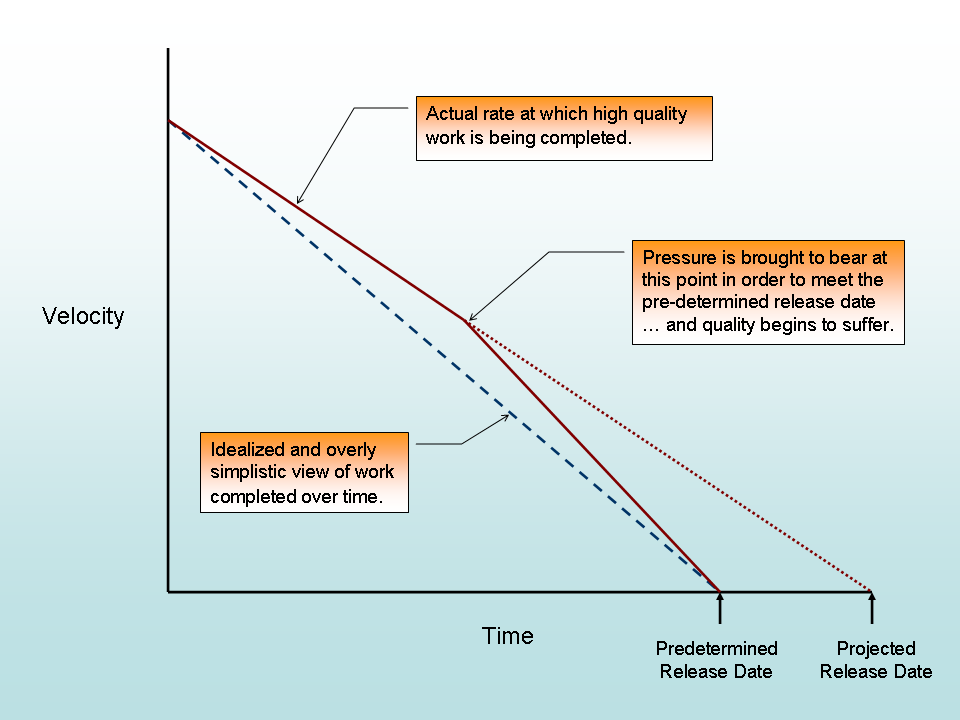 Actual rate at which high quality
work is being completed.
Pressure is brought to bear at
this point in order to meet the
pre-determined release date
… and quality begins to suffer.
Velocity
Idealized and overly
simplistic view of work
completed over time.
Time
Predetermined
Release Date
Projected
Release Date